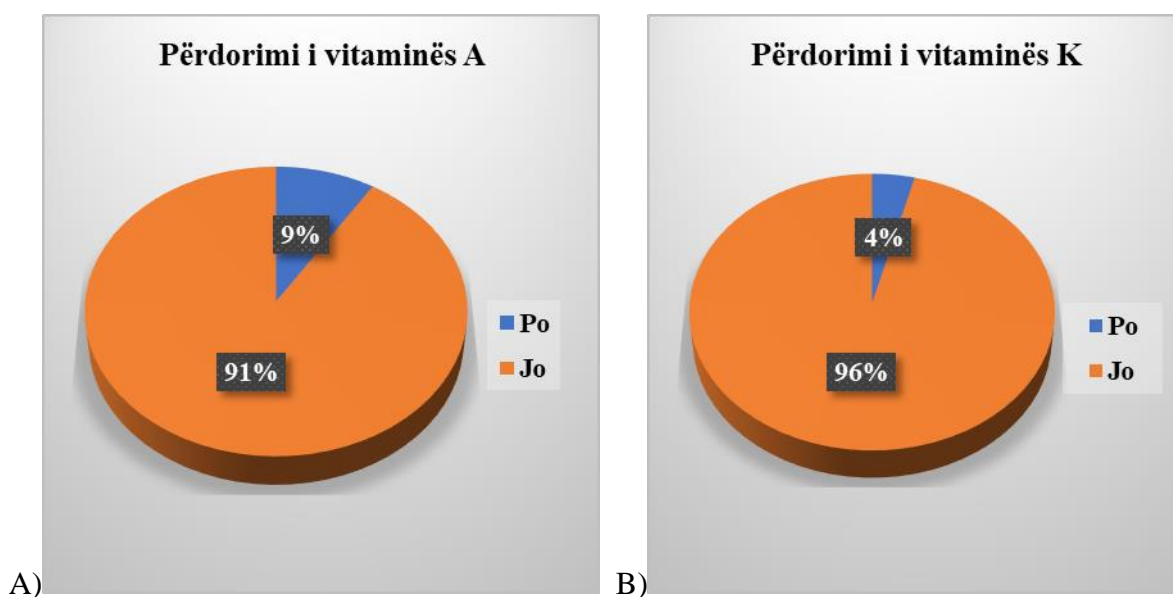 Përdorimi i vitaminës A
9%
91%
Po
Jo
A)
Përdorimi i vitaminës K
4%
96%
Po
Jo
B)